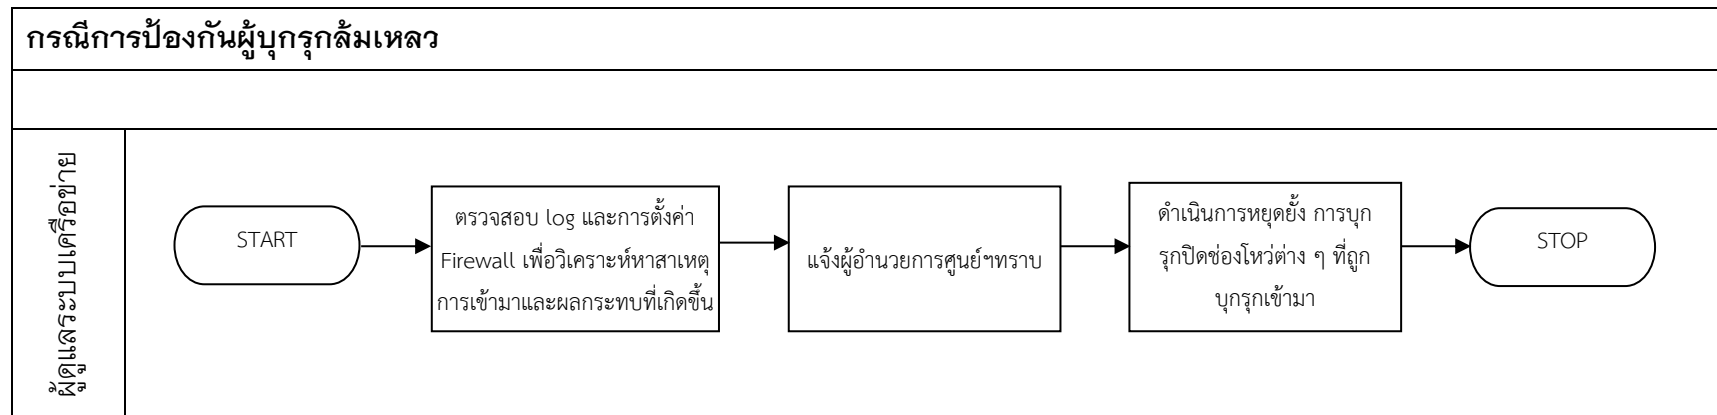 กรณีการป้องกันผู้บุกรุกล้มเหลว
ผู้ดูแลระบบเครือข่าย
START
ตรวจสอบ log และการตั้งค่า
Firewall เพื่อวิเคราะห์หาสาเหตุ
การเข้ามาและผลกระทบที่เกิดขึ้น
แจ้งผู้อำนวยการศูนย์ฯทราบ
ดำเนินการหยุดยั้ง การบุก
รุกปิดช่องโหว่ต่าง ๆ ที่ถูก
บุกรุกเข้ามา
STOP